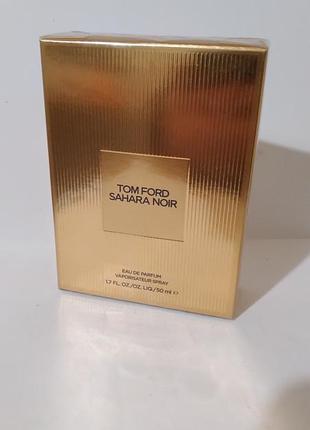 TOM FORD
SAHARA NOIR
EAU DE PARFUM
VAPORISATEUR SPRAY
1.7 FL.OZ./OZ. LIQ./50 ml ℮